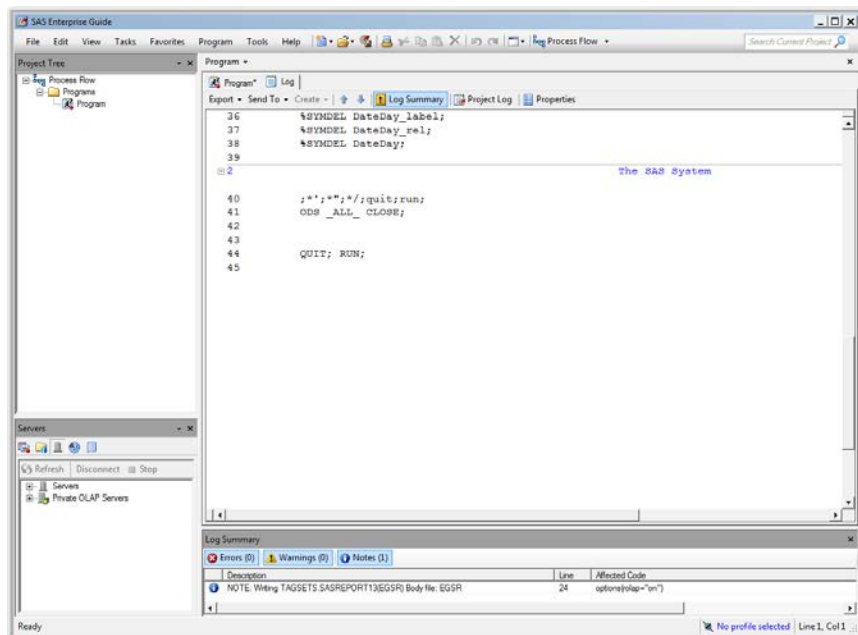 SAS Enterprise Guide
File Edit View Tasks Favorites Program Tools Help Process Flow Search Current Project
Project Tree
Process Flow
Programs
Program
Program
Program* Log
Export Send To Create Log Summary Project Log Properties
36 %SYMDEL DateDay_label;
37 %SYMDEL DateDay_rel;
38 %SYMDEL DateDay;
39
2 The SAS System
40 ;*';*";*/;quit;run;
41 ODS _ALL_ CLOSE;
42
43
44 QUIT; RUN;
45
Servers
Refresh Disconnect Stop
Servers
Private OLAP Servers
Log Summary
Errors (0) Warnings (0) Notes (1)
Description Line Affected Code
NOTE: Writing TAGSETS.SASREPORT13(EGSR) Body file: EGSR 24 options(rolap="on")
Ready No profile selected Line 1, Col 1